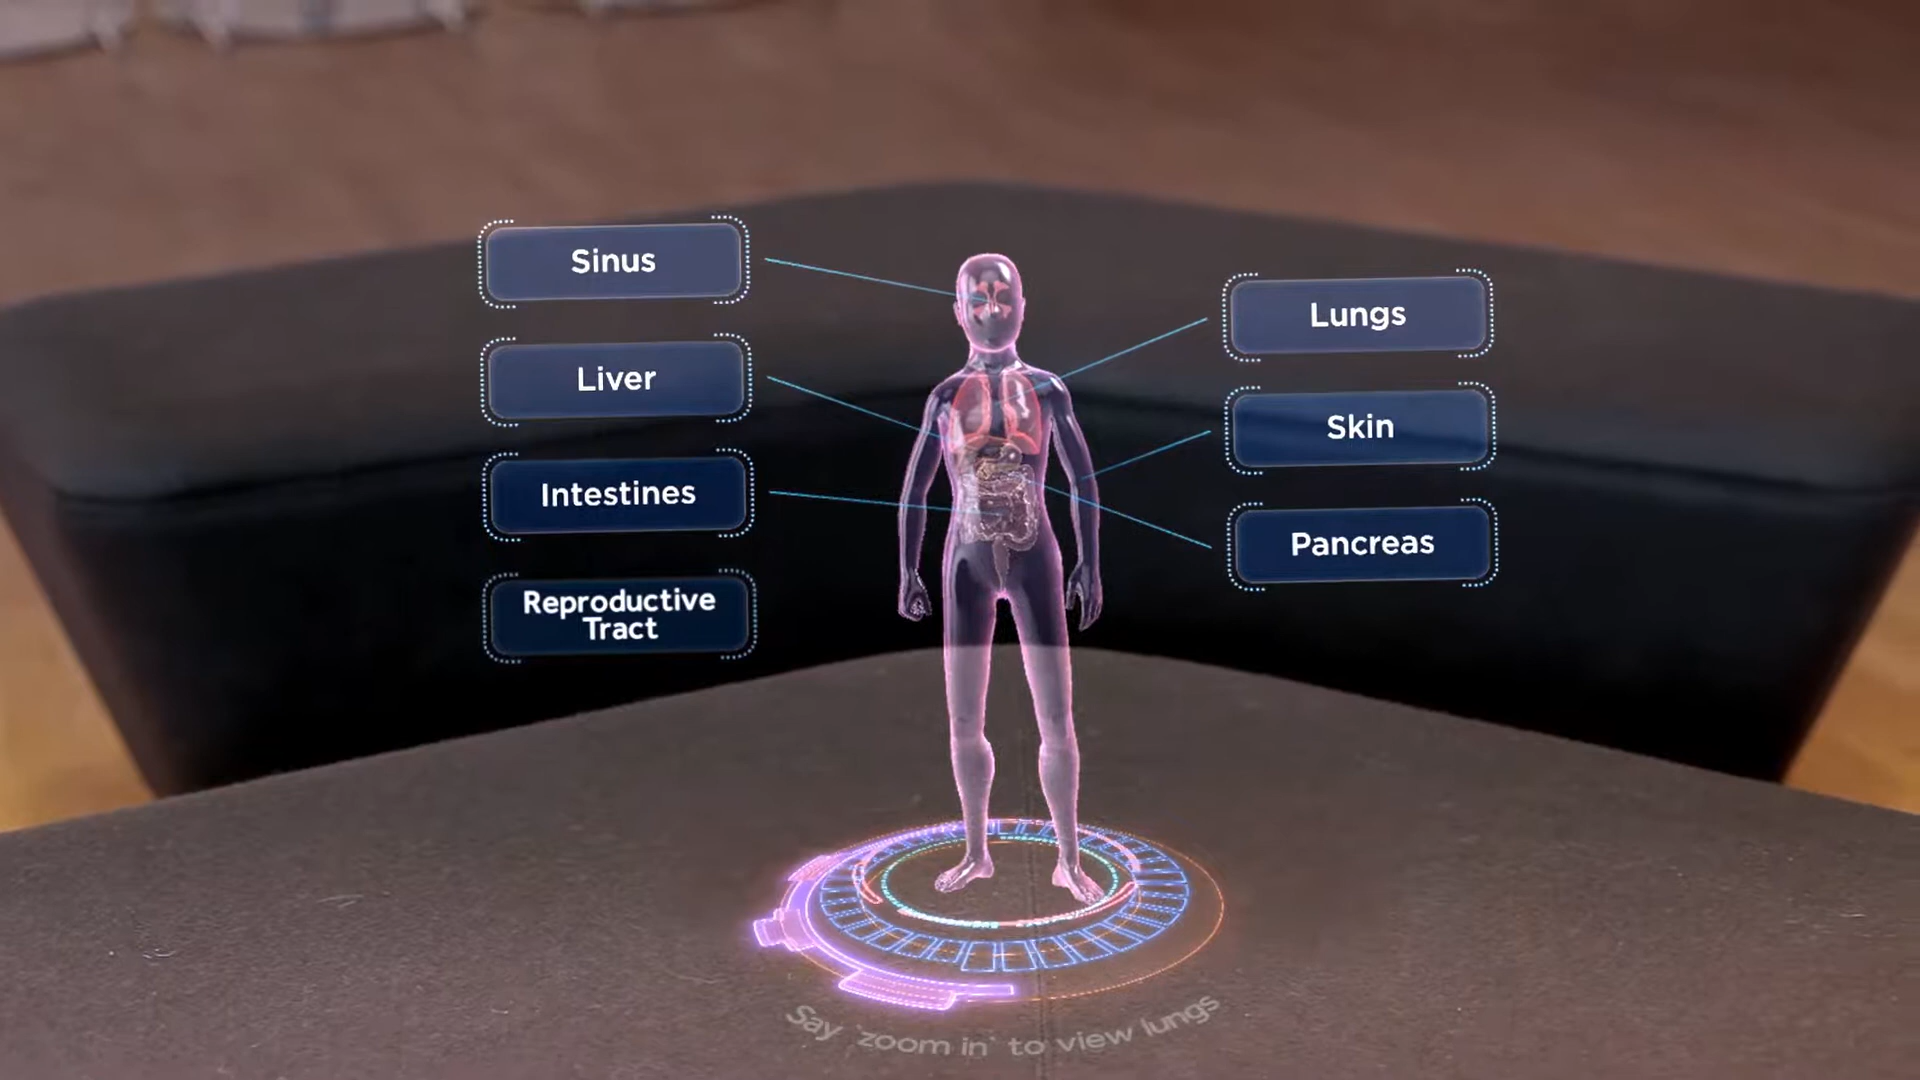 Sinus
Liver
Intestines
Reproductive
Tract
Lungs
Skin
Pancreas
Say 'zoom in' to view lungs